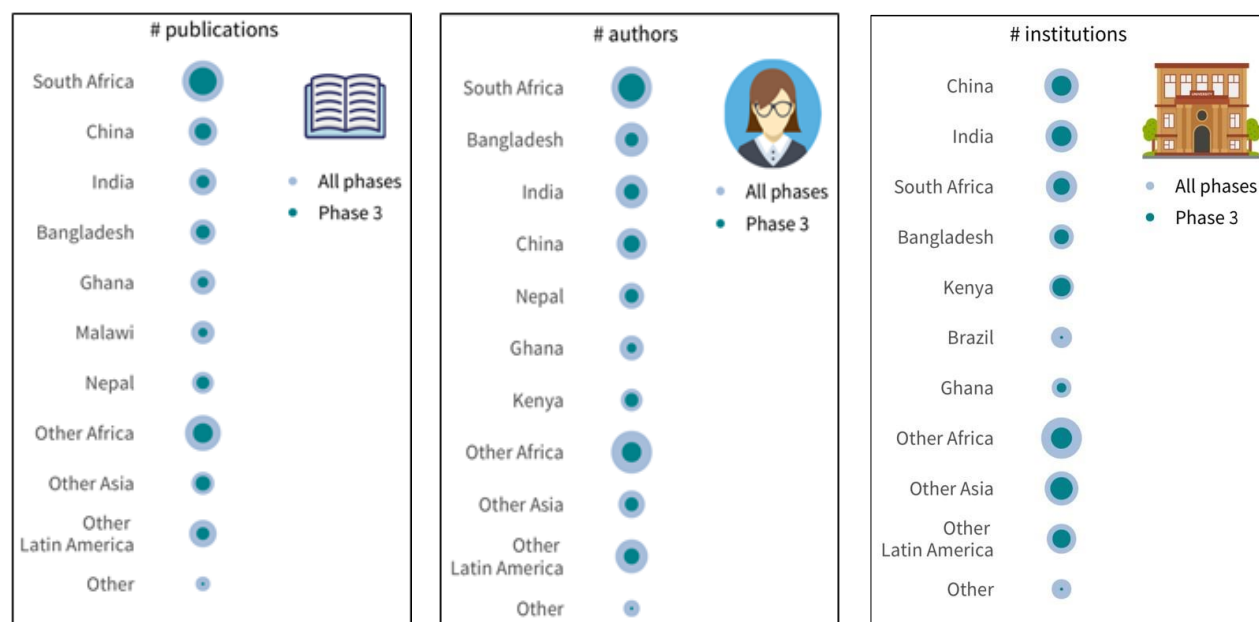 # publications
South Africa
China
India
Bangladesh
Ghana
Malawi
Nepal
Other Africa
Other Asia
Other
Latin America
Other
All phases
Phase 3
# authors
South Africa
Bangladesh
India
China
Nepal
Ghana
Kenya
Other Africa
Other Asia
Other
Latin America
Other
All phases
Phase 3
# institutions
China
India
South Africa
Bangladesh
Kenya
Brazil
Ghana
Other Africa
Other Asia
Other
Latin America
Other
UNIVERSITY
All phases
Phase 3